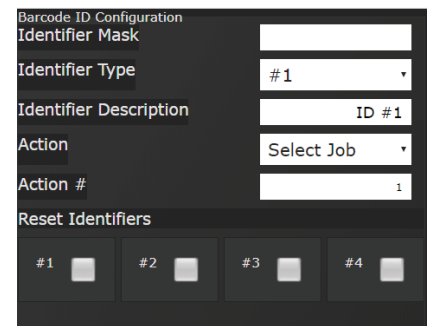 Barcode ID Configuration
Identifier Mask
Identifier Type #1
Identifier Description ID #1
Action Select Job
Action # 1
Reset Identifiers
#1 #2 #3 #4